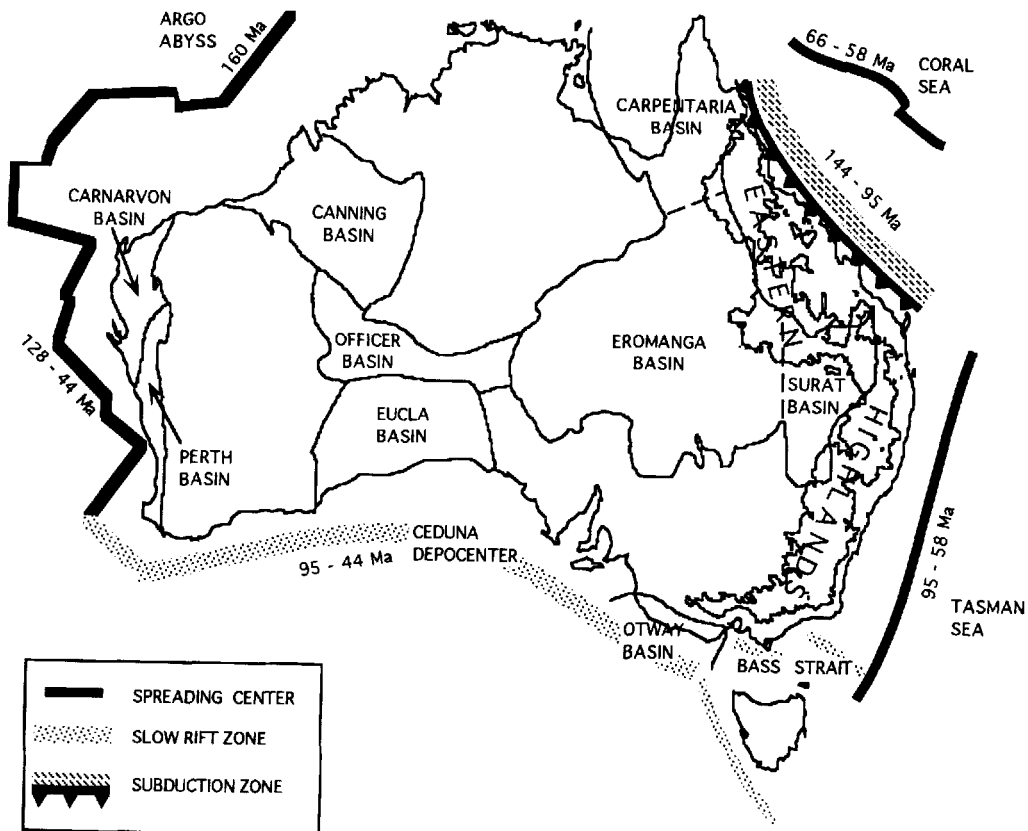 ARGO
ABYSS
160 Ma
66 - 58 Ma
CORAL
SEA
CARPENTARIA
BASIN
144 - 95 Ma
CARNARVON
BASIN
CANNING
BASIN
EASTERN
HIGHLANDS
OFFICER
BASIN
EROMANGA
BASIN
SURAT
BASIN
128 - 44 Ma
EUCLA
BASIN
PERTH
BASIN
CEDUNA
DEPOCENTER
95 - 44 Ma
95 - 58 Ma
TASMAN
SEA
OTWAY
BASIN
BASS STRAIT
SPREADING CENTER
SLOW RIFT ZONE
SUBDUCTION ZONE